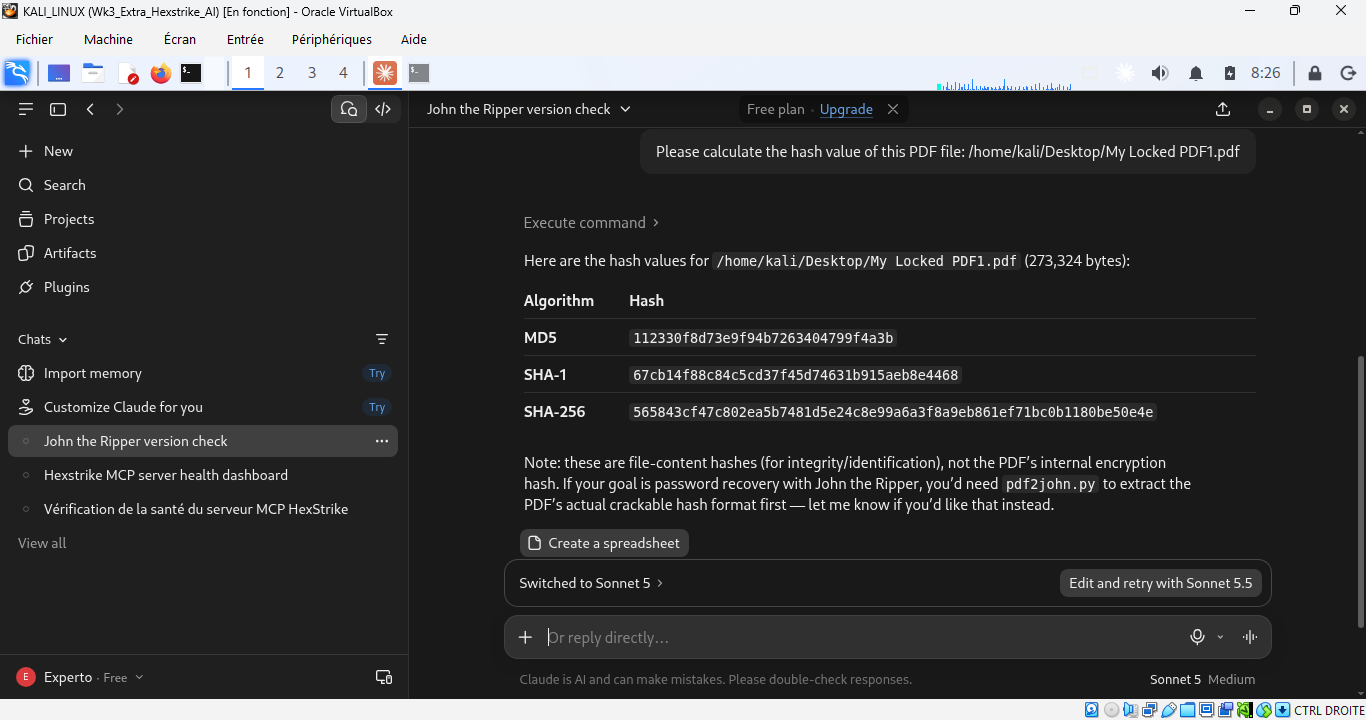 KALI_LINUX (Wk3_Extra_Hexstrike_AI) [En fonction] - Oracle VirtualBox
Fichier Machine Écran Entrée Périphériques Aide
1 2 3 4 8:26
John the Ripper version check Free plan · Upgrade
New
Search
Projects
Artifacts
Plugins
Chats
Import memory Try
Customize Claude for you Try
John the Ripper version check
Hexstrike MCP server health dashboard
Vérification de la santé du serveur MCP HexStrike
View all
E Experto · Free
Please calculate the hash value of this PDF file: /home/kali/Desktop/My Locked PDF1.pdf
Execute command
Here are the hash values for /home/kali/Desktop/My Locked PDF1.pdf (273,324 bytes):
Algorithm Hash
MD5 112330f8d73e9f94b7263404799f4a3b
SHA-1 67cb14f88c84c5cd37f45d74631b915aeb8e4468
SHA-256 565843cf47c802ea5b7481d5e24c8e99a6a3f8a9eb861ef71bc0b1180be50e4e
Note: these are file-content hashes (for integrity/identification), not the PDF's internal encryption
hash. If your goal is password recovery with John the Ripper, you'd need pdf2john.py to extract the
PDF's actual crackable hash format first — let me know if you'd like that instead.
Create a spreadsheet
Switched to Sonnet 5 Edit and retry with Sonnet 5.5
Or reply directly...
Claude is AI and can make mistakes. Please double-check responses. Sonnet 5 Medium
CTRL DROITE